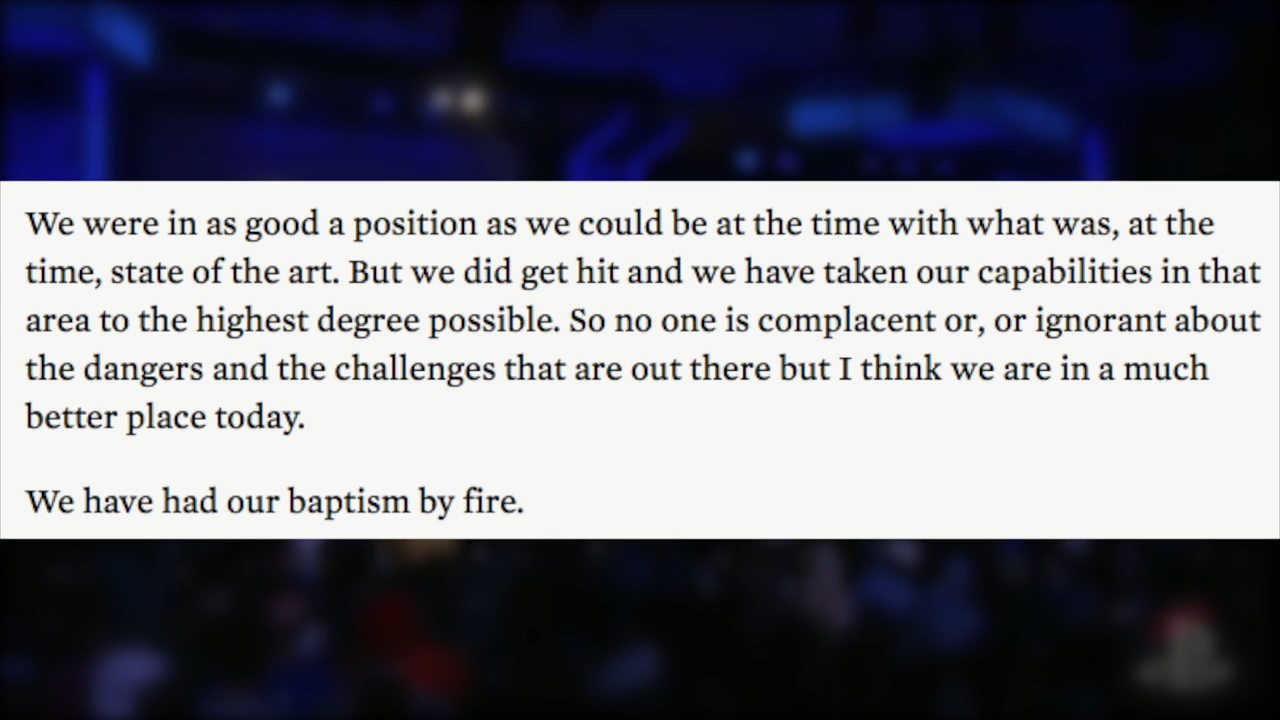 We were in as good a position as we could be at the time with what was, at the
time, state of the art. But we did get hit and we have taken our capabilities in that
area to the highest degree possible. So no one is complacent or, or ignorant about
the dangers and the challenges that are out there but I think we are in a much
better place today.
We have had our baptism by fire.